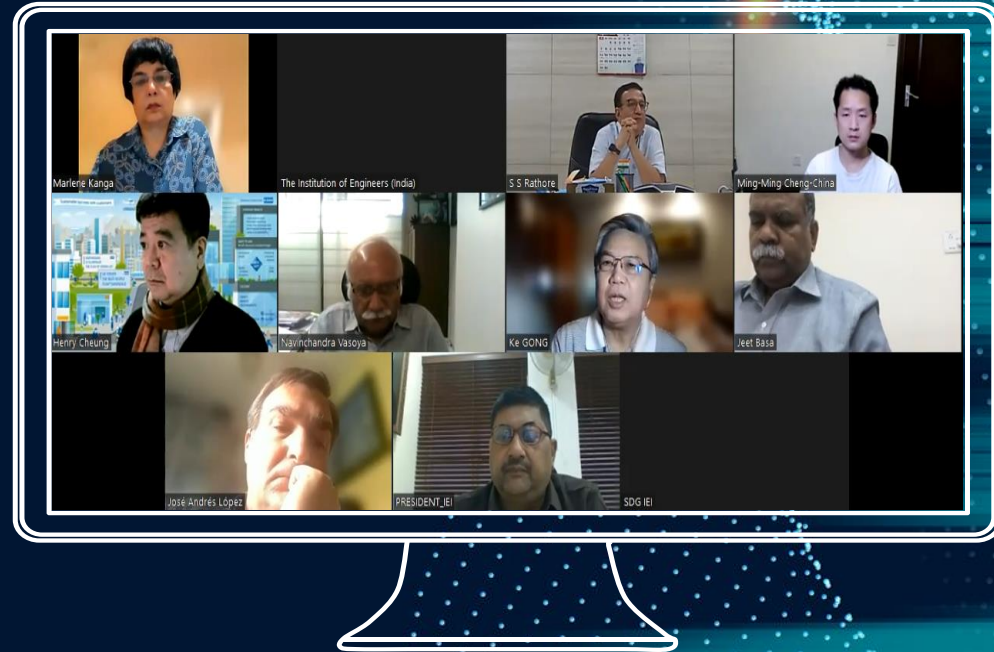 Marlene Kanga
The Institution of Engineers (India)
S S Rathore
Ming-Ming Cheng-China
Henry Cheung
Navinchandra Vasoya
Ke GONG
Jeet Basa
José Andrés López
PRESIDENT_IEI
SDG IEI